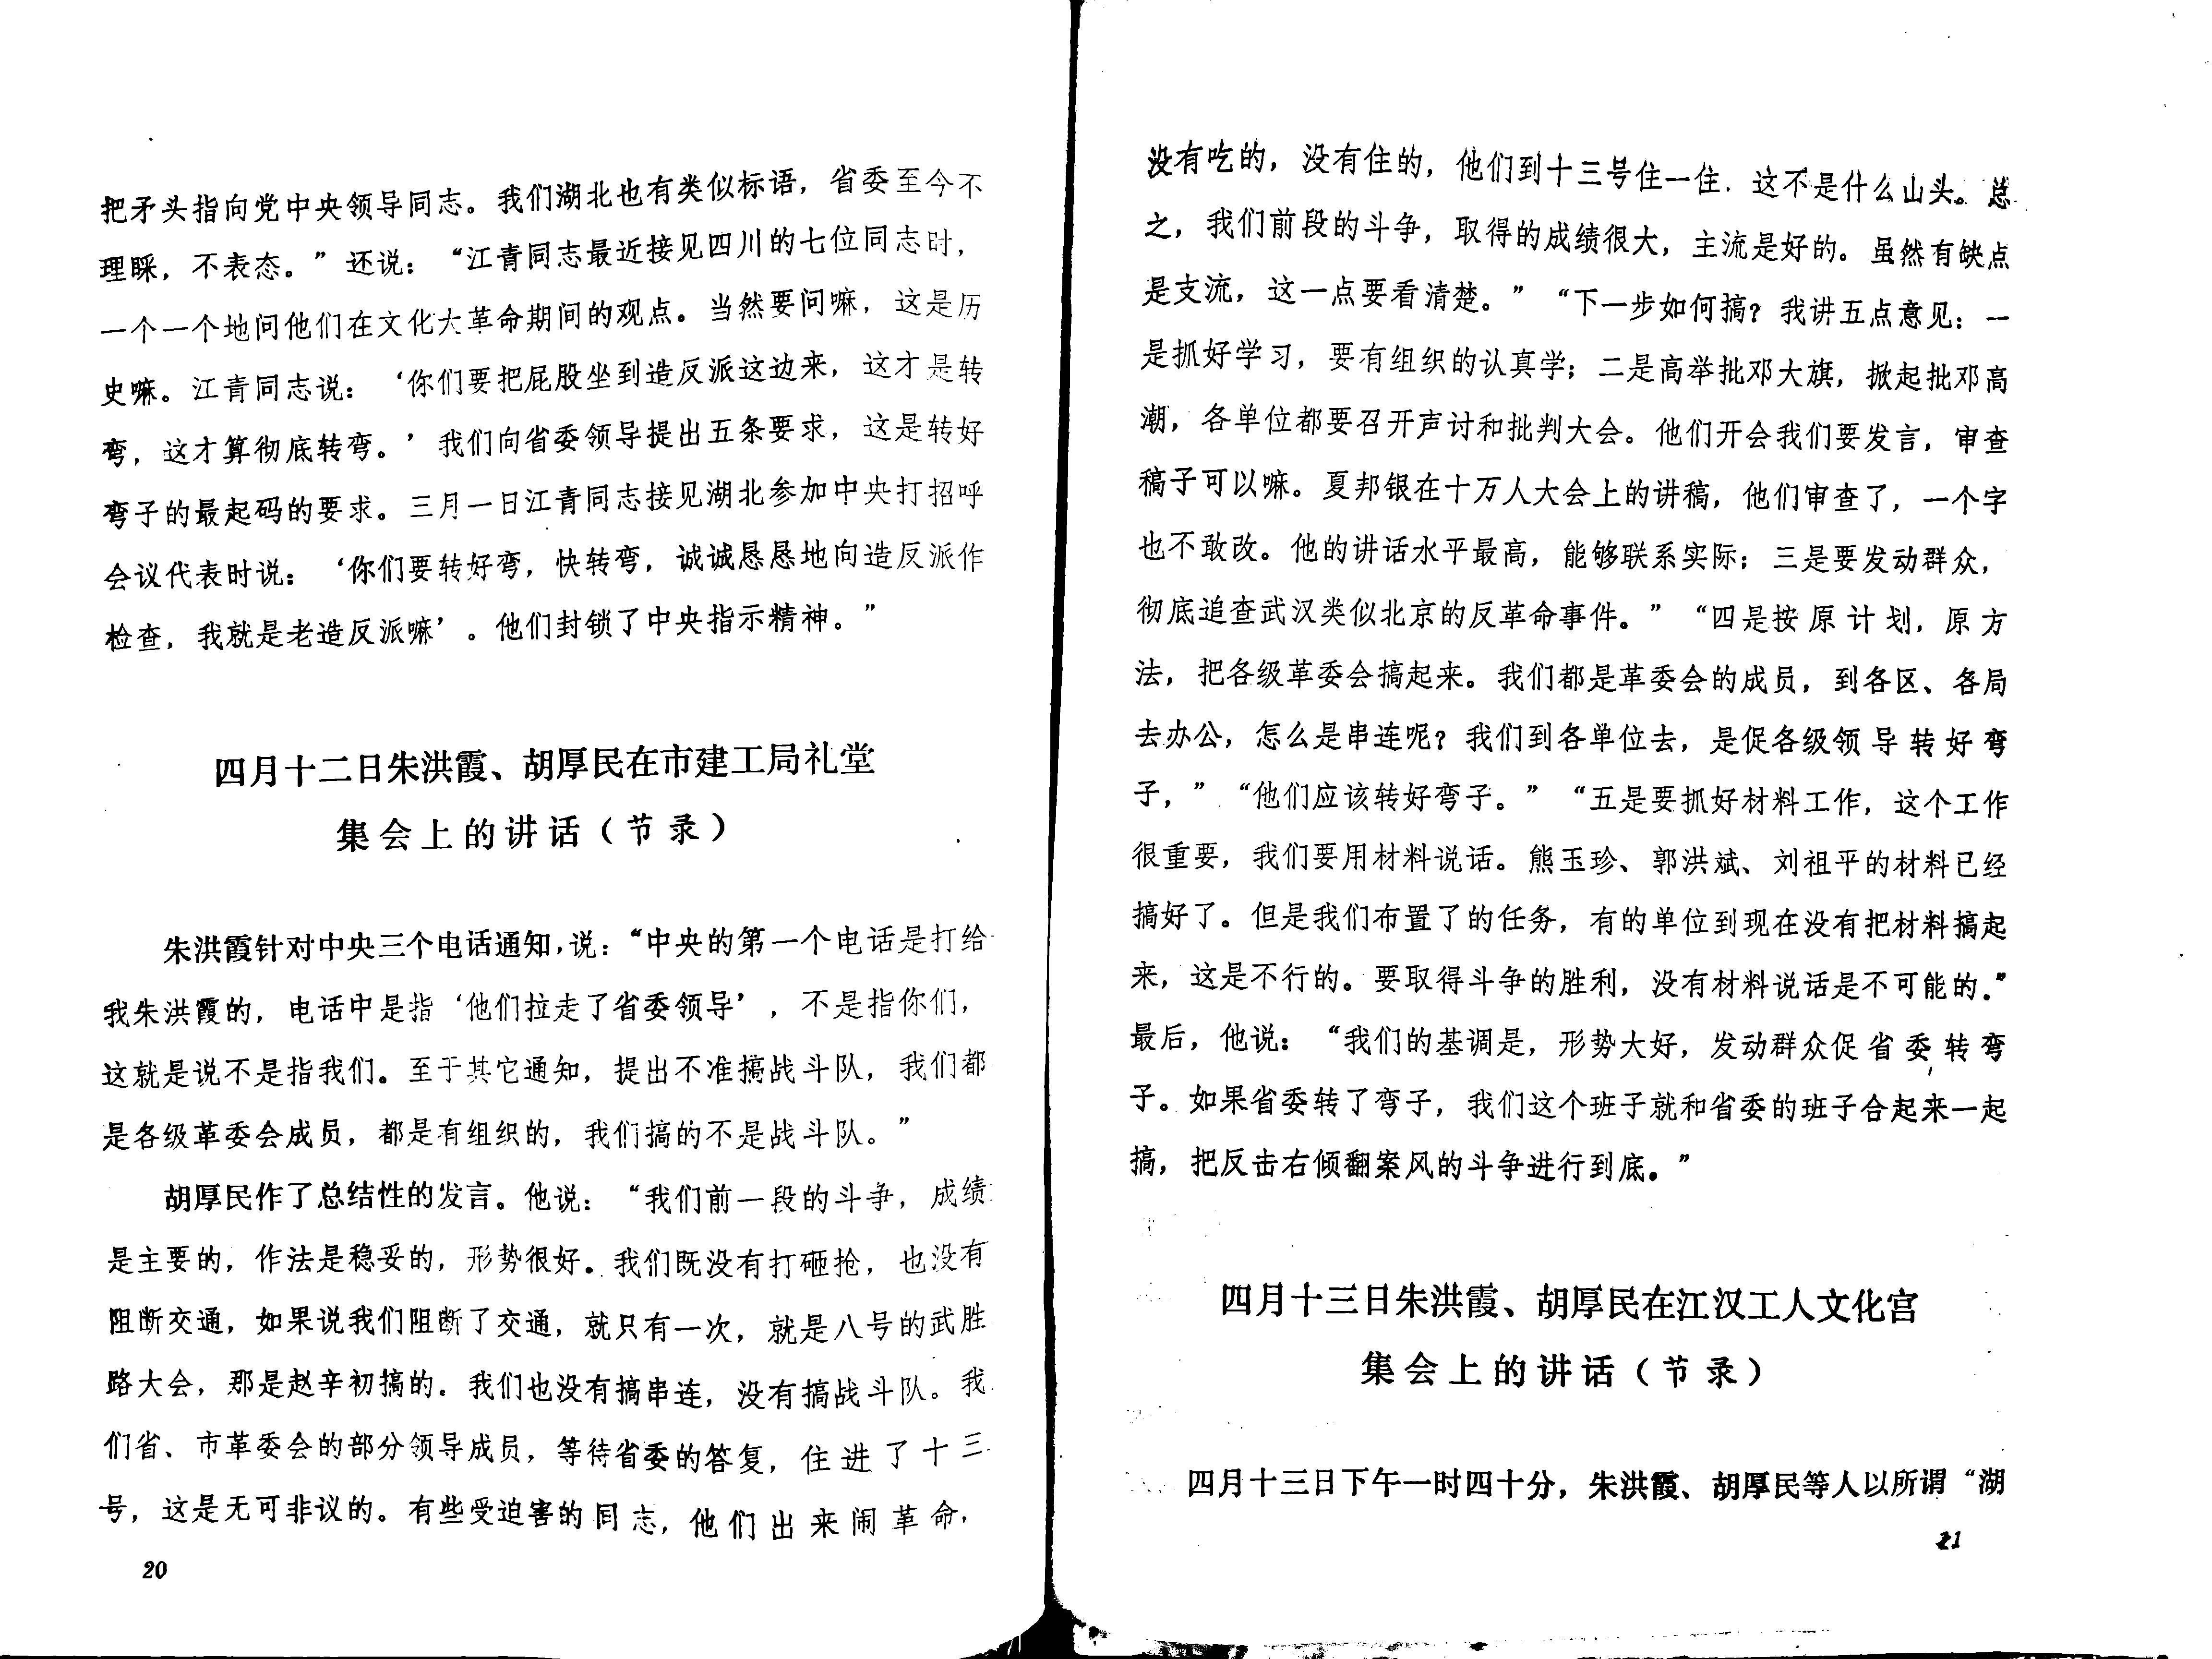 把矛头指向党中央领导同志。我们湖北也有类似标语，省委至今不
理睬，不表态。”还说：“江青同志最近接见四川的七位同志时，
一个一个地问他们在文化大革命期间的观点。当然要问嘛，这是历
史嘛。江青同志说：‘你们要把屁股坐到造反派这边来，这才是转
弯，这才算彻底转弯。’我们向省委领导提出五条要求，这是转好
弯子的最起码的要求。三月一日江青同志接见湖北参加中央打招呼
会议代表时说：‘你们要转好弯，快转弯，诚诚恳恳地向造反派作
检查，我就是老造反派嘛’。他们封锁了中央指示精神。”
四月十二日朱洪霞、胡厚民在市建工局礼堂
集会上的讲话（节录）
朱洪霞针对中央三个电话通知，说：“中央的第一个电话是打给
我朱洪霞的，电话中是指‘他们拉走了省委领导’，不是指你们，
这就是说不是指我们。至于其它通知，提出不准搞战斗队，我们都
是各级革委会成员，都是有组织的，我们搞的不是战斗队。”
胡厚民作了总结性的发言。他说：“我们前一段的斗争，成绩
是主要的，作法是稳妥的，形势很好。我们既没有打砸抢，也没有
阻断交通，如果说我们阻断了交通，就只有一次，就是八号的武胜
路大会，那是赵辛初搞的。我们也没有搞串连，没有搞战斗队。我
们省、市革委会的部分领导成员，等待省委的答复，住进了十三
号，这是无可非议的。有些受迫害的同志，他们出来闹革命，
20
没有吃的，没有住的，他们到十三号住一住．这不是什么山头。总
之，我们前段的斗争，取得的成绩很大，主流是好的。虽然有缺点
是支流，这一点要看清楚。”“下一步如何搞？我讲五点意见：一
是抓好学习，要有组织的认真学；二是高举批邓大旗，掀起批邓高
潮，各单位都要召开声讨和批判大会。他们开会我们要发言，审查
稿子可以嘛。夏邦银在十万人大会上的讲稿，他们审查了，一个字
也不敢改。他的讲话水平最高，能够联系实际；三是要发动群众，
彻底追查武汉类似北京的反革命事件。”“四是按原计划，原方
法，把各级革委会搞起来。我们都是革委会的成员，到各区、各局
去办公，怎么是串连呢？我们到各单位去，是促各级领导转好弯
子，”“他们应该转好弯子。”“五是要抓好材料工作，这个工作
很重要，我们要用材料说话。熊玉珍、郭洪斌、刘祖平的材料已经
搞好了。但是我们布置了的任务，有的单位到现在没有把材料搞起
来，这是不行的。要取得斗争的胜利，没有材料说话是不可能的．”
最后，他说：“我们的基调是，形势大好，发动群众促省委转弯
子。如果省委转了弯子，我们这个班子就和省委的班子合起来一起
搞，把反击右倾翻案风的斗争进行到底。”
四月十三日朱洪霞、胡厚民在江汉工人文化宫
集会上的讲话（节录）
四月十三日下午一时四十分，朱洪霞、胡厚民等人以所谓“湖
21